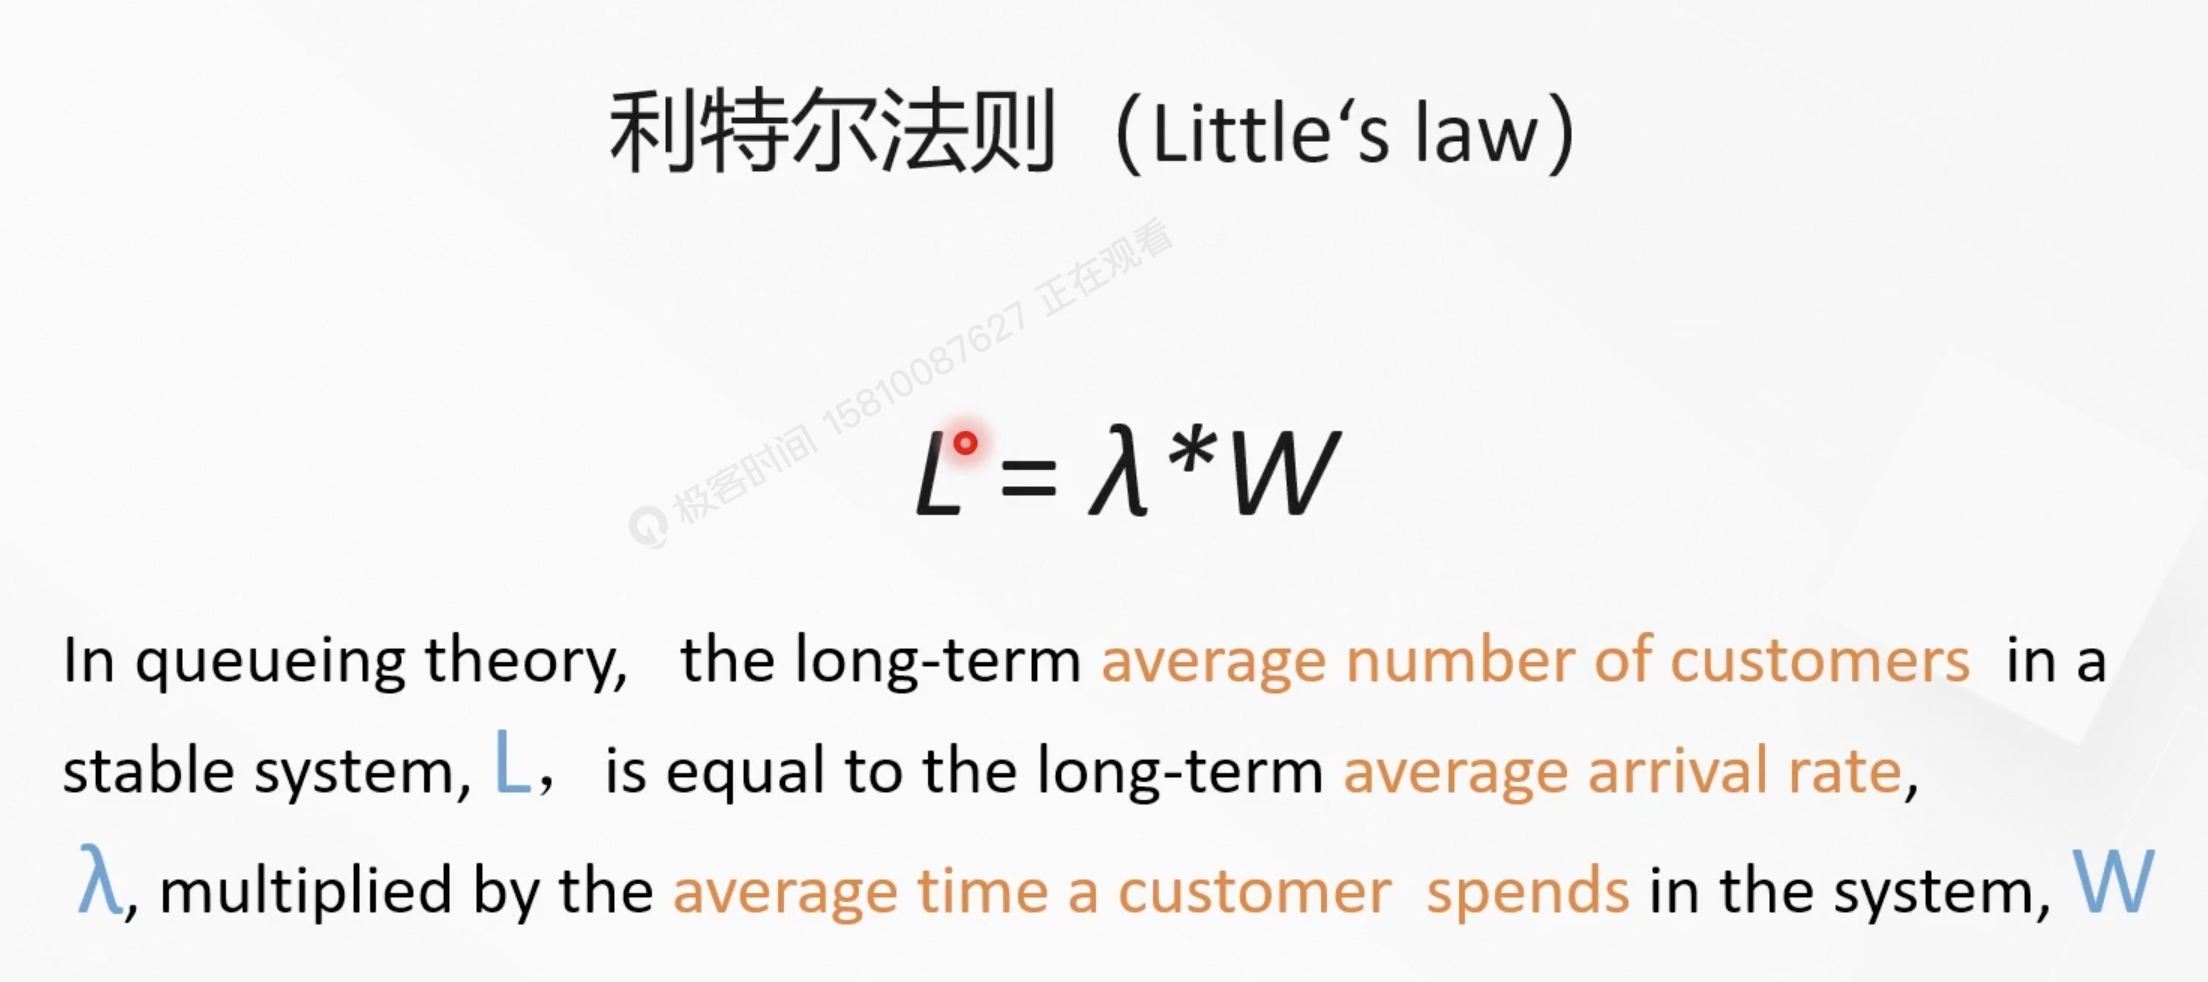 利特尔法则（Little‘s law）
极客时间 15810087627 正在观看
L = λ*W
In queueing theory, the long-term average number of customers in a
stable system, L， is equal to the long-term average arrival rate,
λ, multiplied by the average time a customer spends in the system, W